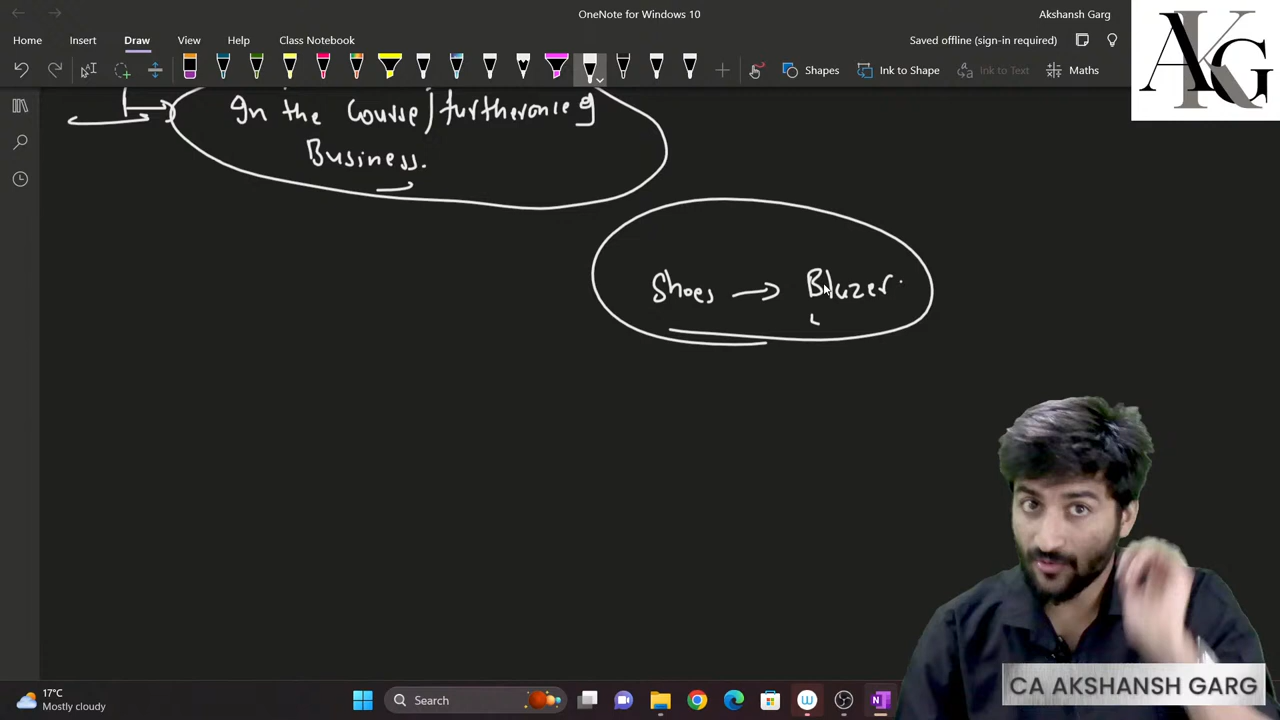 OneNote for Windows 10
Akshansh Garg
Home Insert Draw View Help Class Notebook
Saved offline (sign-in required)
Shapes Ink to Shape Ink to Text Maths
AKG
In the Course/furtherance of
Business.
Shoes → Blazer
CA AKSHANSH GARG
17°C
Mostly cloudy
Search